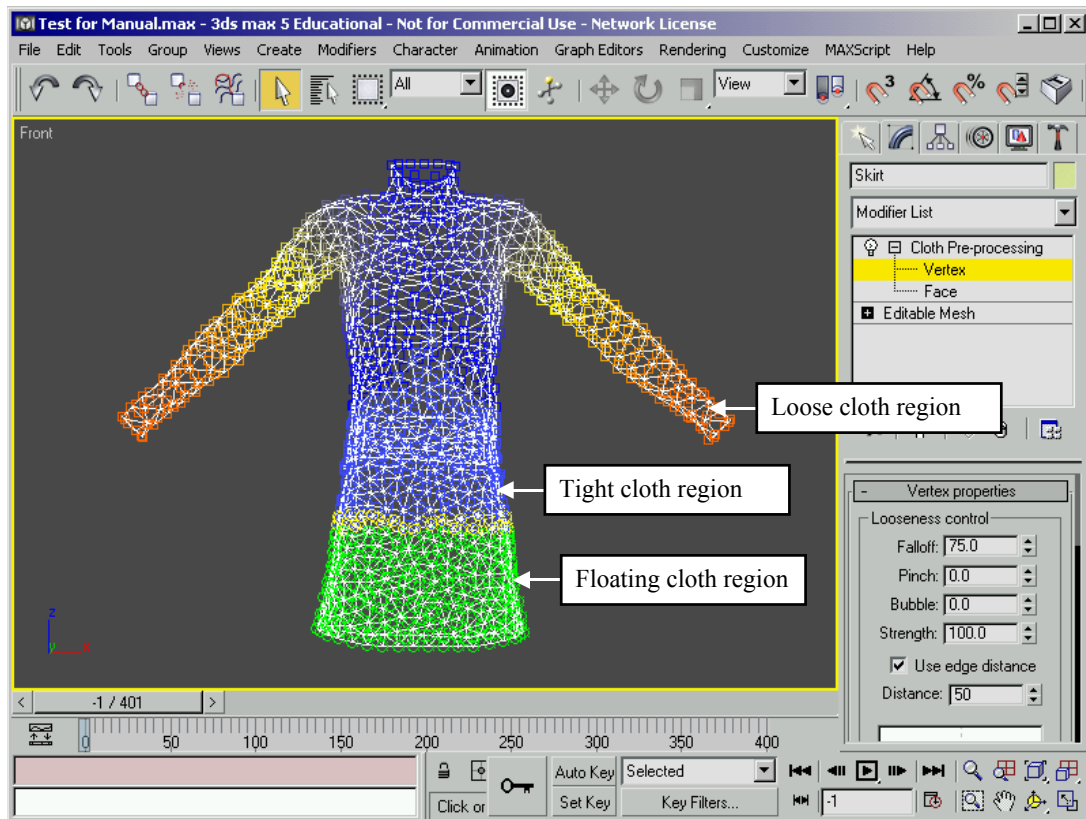 Test for Manual.max - 3ds max 5 Educational - Not for Commercial Use - Network License
File Edit Tools Group Views Create Modifiers Character Animation Graph Editors Rendering Customize MAXScript Help
All
View
3
%
Front
Skirt
Modifier List
Cloth Pre-processing
Vertex
Face
Editable Mesh
Loose cloth region
Tight cloth region
Floating cloth region
- Vertex properties
Looseness control
Falloff: 75.0
Pinch: 0.0
Bubble: 0.0
Strength: 100.0
Use edge distance
Distance: 50
z
y x
< -1 / 401 >
0 50 100 150 200 250 300 350 400
Auto Key Selected
Click or Set Key Key Filters... -1